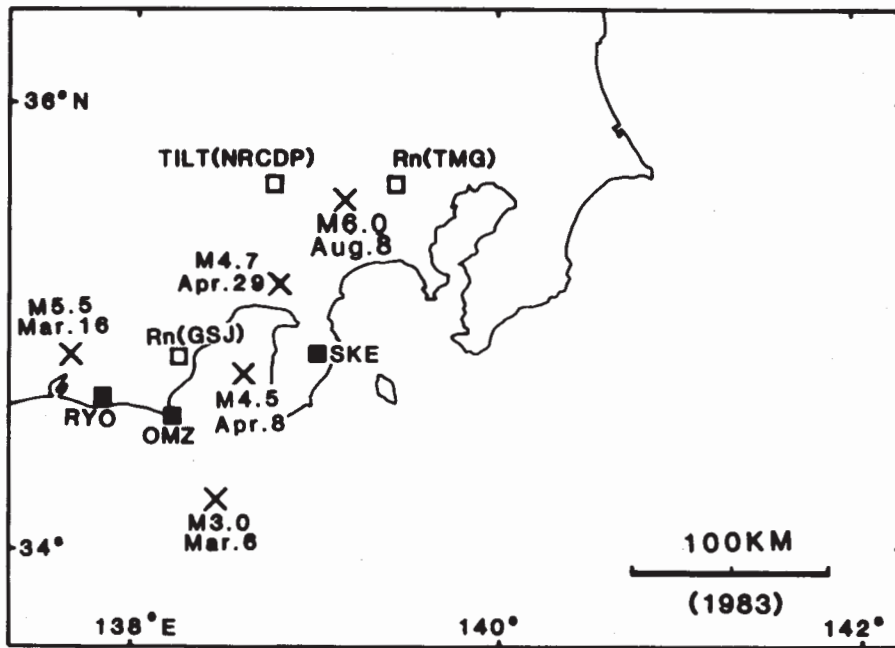 36°N
TILT(NRCDP)
Rn(TMG)
M6.0
Aug.8
M4.7
Apr.29
M5.5
Mar.16
Rn(GSJ)
SKE
M4.5
Apr.8
RYO
OMZ
M3.0
Mar.6
34°
100KM
(1983)
138°E
140°
142°